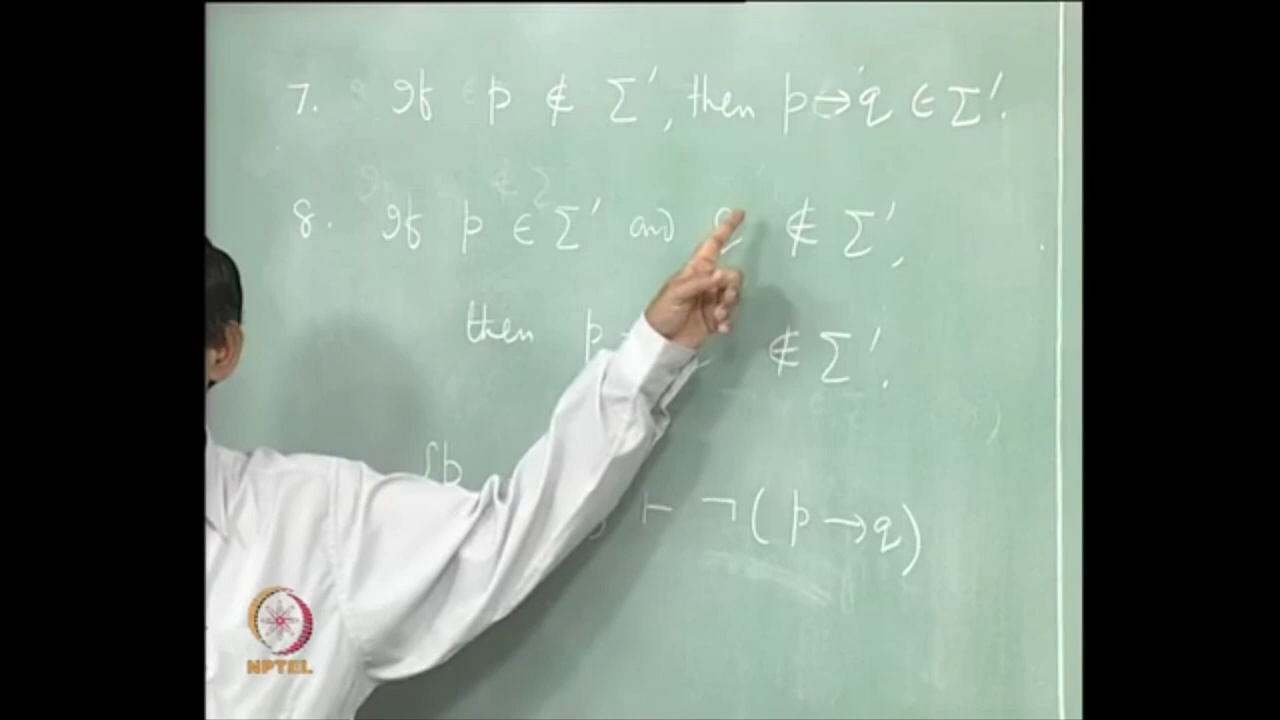 7. If p ∉ Σ', then p → q ∈ Σ'.
8. If p ∈ Σ' and q ∉ Σ',
then p ∉ Σ'.
{p ⊢ ¬(p → q)
NPTEL